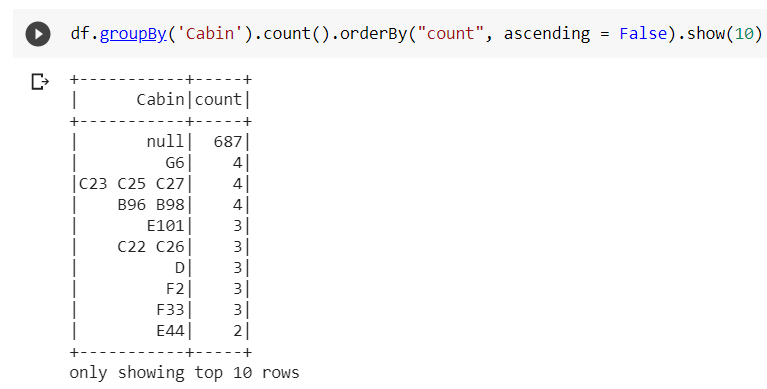 df.groupBy('Cabin').count().orderBy("count", ascending = False).show(10)
+-----------+-----+
|      Cabin|count|
+-----------+-----+
|       null|  687|
|         G6|    4|
|C23 C25 C27|    4|
|    B96 B98|    4|
|       E101|    3|
|    C22 C26|    3|
|          D|    3|
|         F2|    3|
|        F33|    3|
|        E44|    2|
+-----------+-----+
only showing top 10 rows